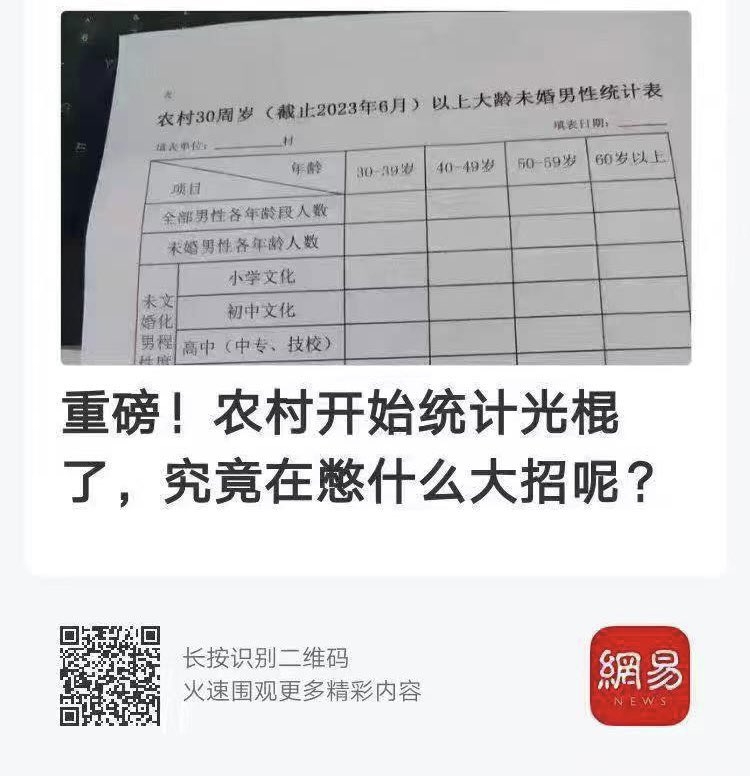 表
农村30周岁（截止2023年6月）以上大龄未婚男性统计表
填表单位：________村
填表日期：______
年龄
项目
30-39岁
40-49岁
50-59岁
60岁以上
全部男性各年龄段人数
未婚男性各年龄人数
未婚男性
文化程度
小学文化
初中文化
高中（中专、技校）
重磅！农村开始统计光棍
了，究竟在憋什么大招呢？
长按识别二维码
火速围观更多精彩内容
網易
NEWS